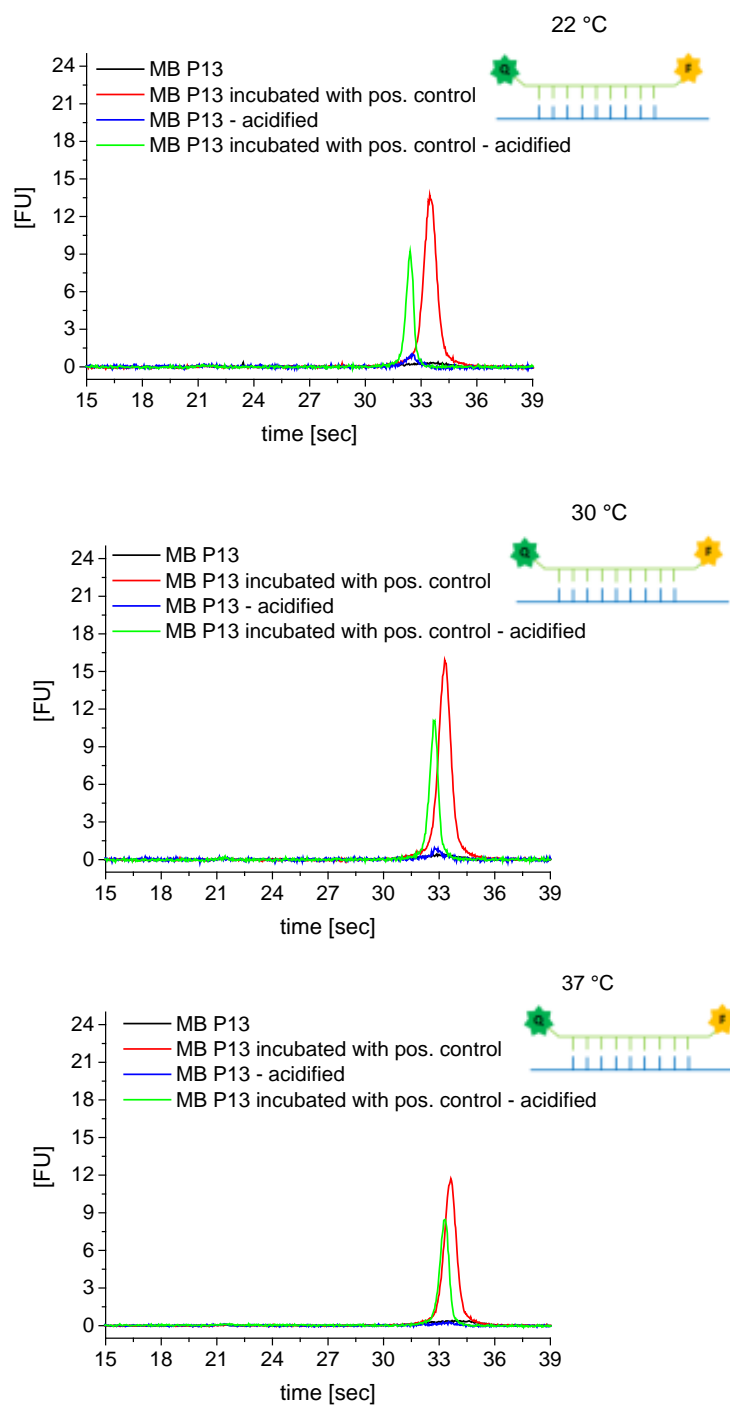 22 °C
Q
F
MB P13
MB P13 incubated with pos. control
MB P13 - acidified
MB P13 incubated with pos. control - acidified
24
21
18
15
12
9
6
3
0
[FU]
15 18 21 24 27 30 33 36 39
time [sec]
30 °C
Q
F
MB P13
MB P13 incubated with pos. control
MB P13 - acidified
MB P13 incubated with pos. control - acidified
24
21
18
15
12
9
6
3
0
[FU]
15 18 21 24 27 30 33 36 39
time [sec]
37 °C
Q
F
MB P13
MB P13 incubated with pos. control
MB P13 - acidified
MB P13 incubated with pos. control - acidified
24
21
18
15
12
9
6
3
0
[FU]
15 18 21 24 27 30 33 36 39
time [sec]